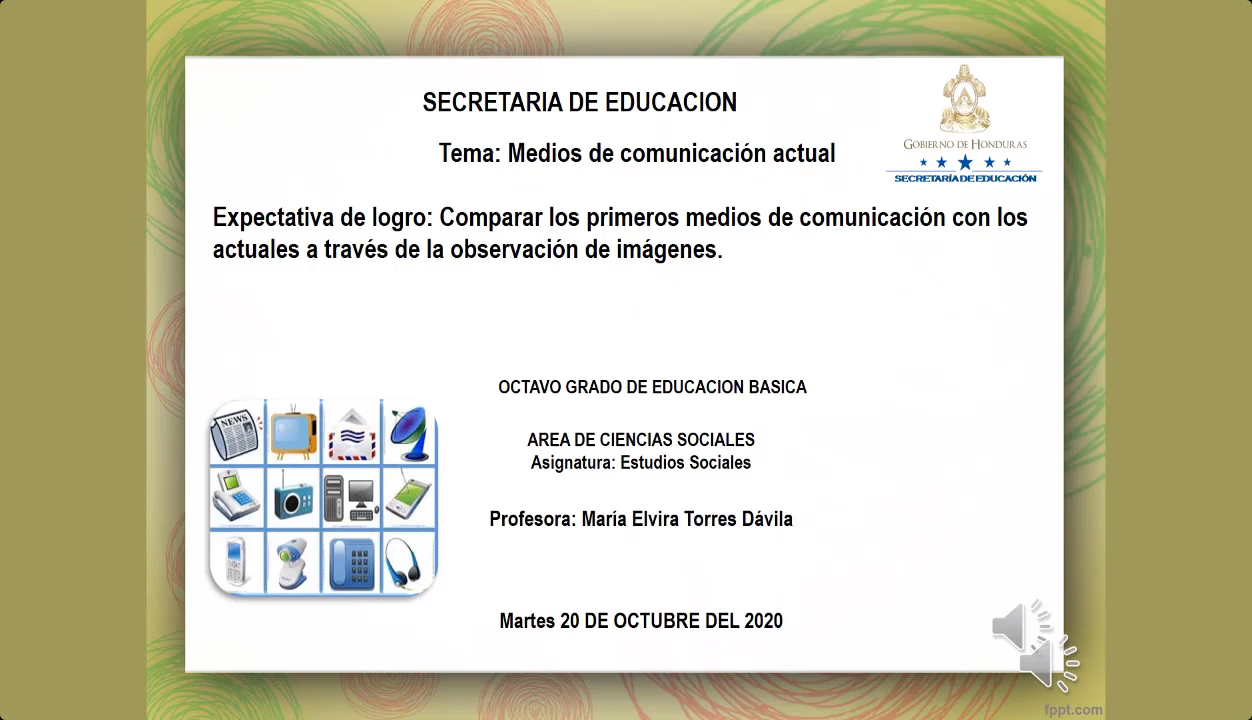 SECRETARIA DE EDUCACION
Tema: Medios de comunicación actual
GOBIERNO DE HONDURAS
SECRETARÍA DE EDUCACIÓN
Expectativa de logro: Comparar los primeros medios de comunicación con los
actuales a través de la observación de imágenes.
OCTAVO GRADO DE EDUCACION BASICA
NEWS
AREA DE CIENCIAS SOCIALES
Asignatura: Estudios Sociales
Profesora: María Elvira Torres Dávila
Martes 20 DE OCTUBRE DEL 2020
fppt.com